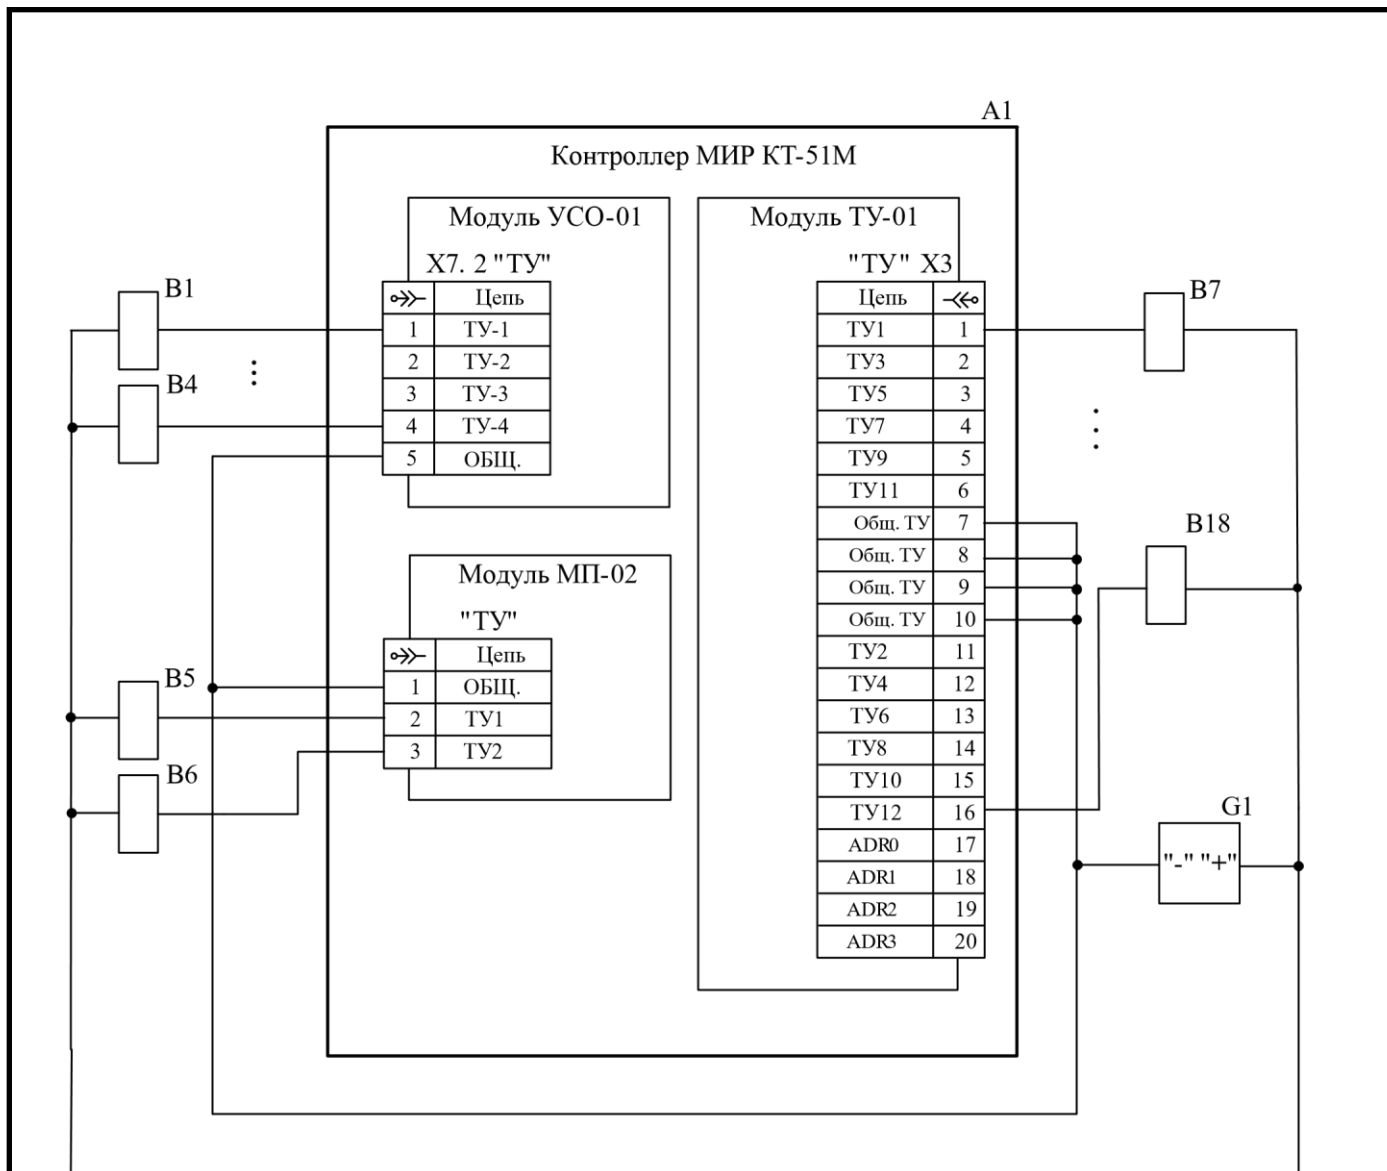 A1
Контроллер МИР КТ-51М
Модуль УСО-01
X7. 2 "ТУ"
Цепь
1 ТУ-1
2 ТУ-2
3 ТУ-3
4 ТУ-4
5 ОБЩ.
Модуль МП-02
"ТУ"
Цепь
1 ОБЩ.
2 ТУ1
3 ТУ2
Модуль ТУ-01
"ТУ" X3
Цепь
ТУ1 1
ТУ3 2
ТУ5 3
ТУ7 4
ТУ9 5
ТУ11 6
Общ. ТУ 7
Общ. ТУ 8
Общ. ТУ 9
Общ. ТУ 10
ТУ2 11
ТУ4 12
ТУ6 13
ТУ8 14
ТУ10 15
ТУ12 16
ADR0 17
ADR1 18
ADR2 19
ADR3 20
B1
B4
B5
B6
B7
B18
G1
"-" "+"